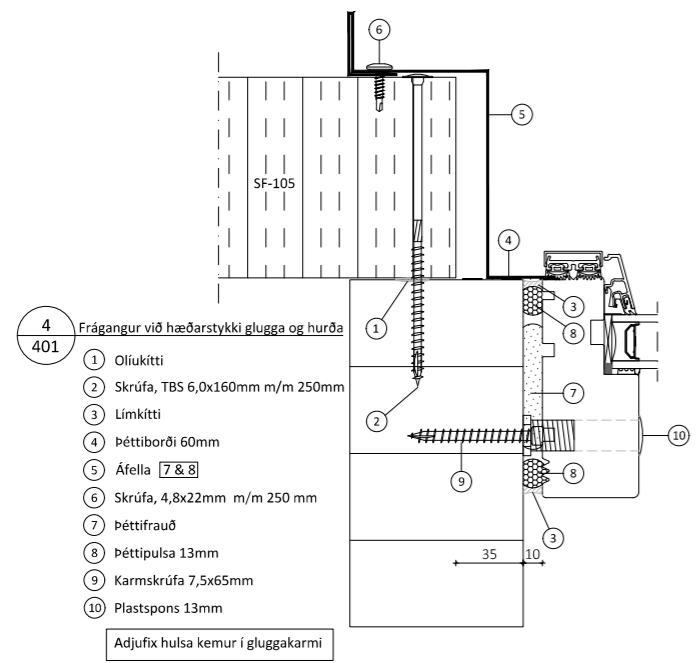 6
5
SF-105
4
3
4
401
Frágangur við hæðarstykki glugga og hurða
1
8
1 Olíukítti
2 Skrúfa, TBS 6,0x160mm m/m 250mm
7
3 Límkítti
2
10
4 Þéttiborði 60mm
5 Áfella 7 & 8
9
8
6 Skrúfa, 4,8x22mm m/m 250 mm
3
7 Þéttifrauð
35 10
8 Þéttipulsa 13mm
9 Karmskrúfa 7,5x65mm
10 Plastspons 13mm
Adjufix hulsa kemur í gluggakarmi